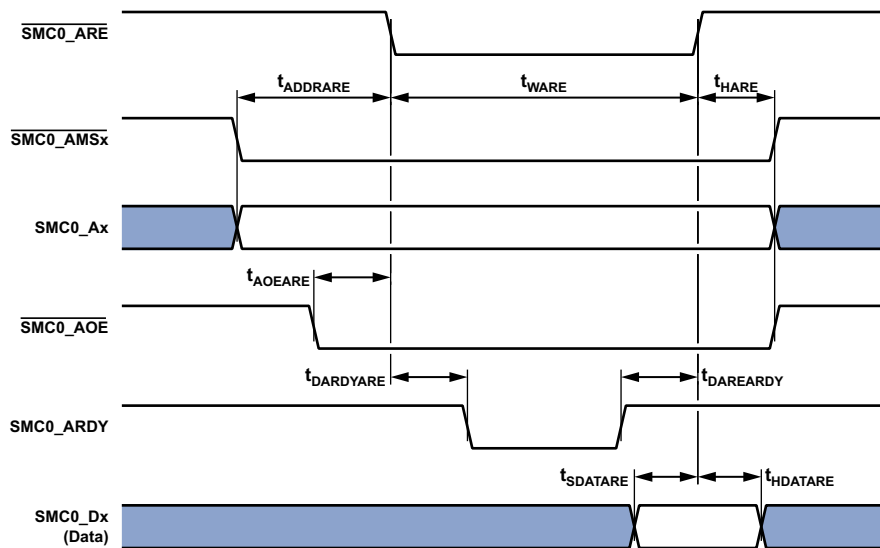 SMC0_ARE
tADDRARE
tWARE
tHARE
SMC0_AMSx
SMC0_Ax
tAOEARE
SMC0_AOE
tDARDYARE
tDAREARDY
SMC0_ARDY
tSDATARE
tHDATARE
SMC0_Dx
(Data)